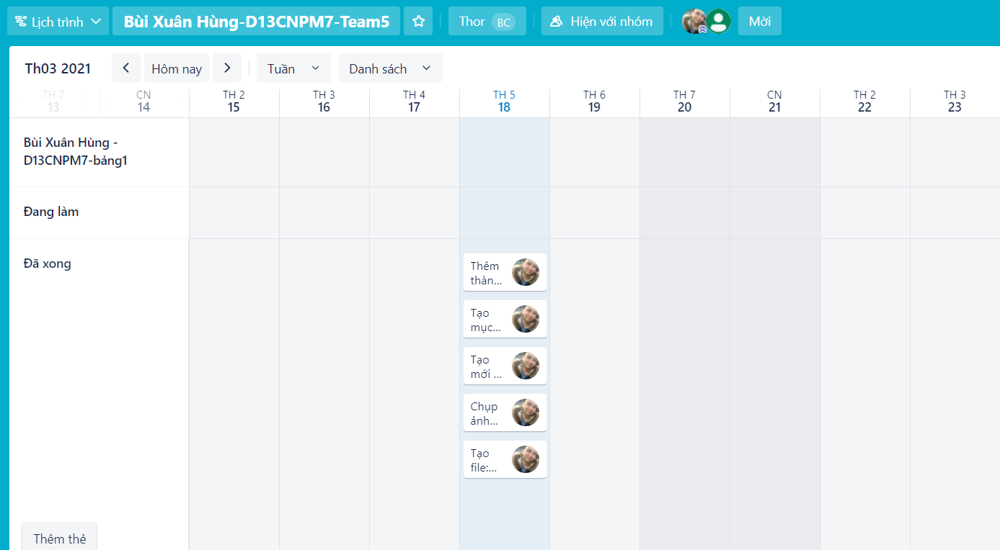 Lịch trình
Bùi Xuân Hùng-D13CNPM7-Team5
Thor BC
Hiện với nhóm
Mời
Th03 2021
Hôm nay
Tuần
Danh sách
TH 7 CN TH 2 TH 3 TH 4 TH 5 TH 6 TH 7 CN TH 2 TH 3
13 14 15 16 17 18 19 20 21 22 23
Bùi Xuân Hùng -
D13CNPM7-bảng1
Đang làm
Đã xong
Thêm
thàn...
Tạo
mục...
Tạo
mới ...
Chụp
ảnh...
Tạo
file:...
Thêm thẻ